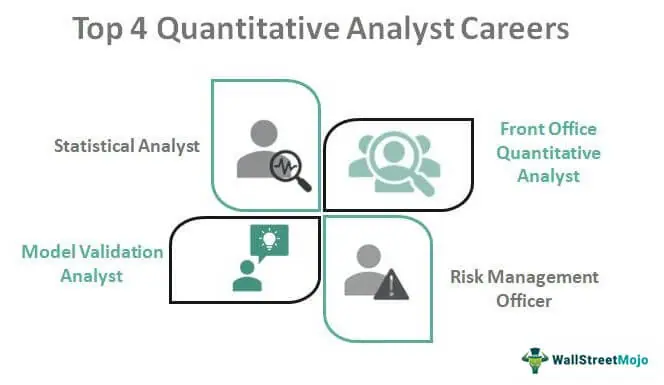 Top 4 Quantitative Analyst Careers
Statistical Analyst
Front Office
Quantitative
Analyst
Model Validation
Analyst
Risk Management
Officer
WallStreetMojo